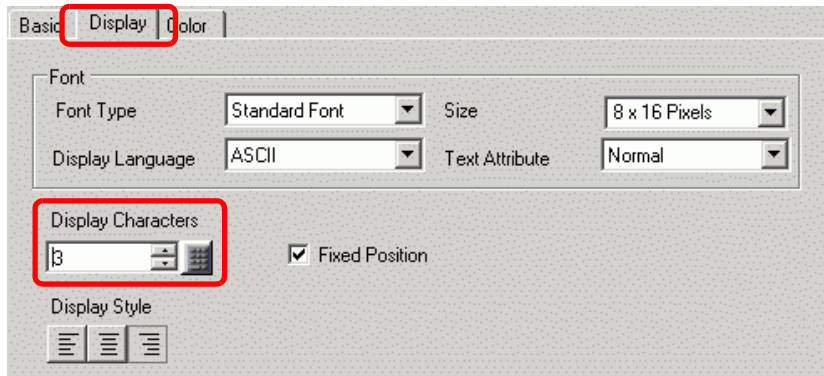 Basic Display Color
Font
Font Type Standard Font Size 8 x 16 Pixels
Display Language ASCII Text Attribute Normal
Display Characters
3 Fixed Position
Display Style